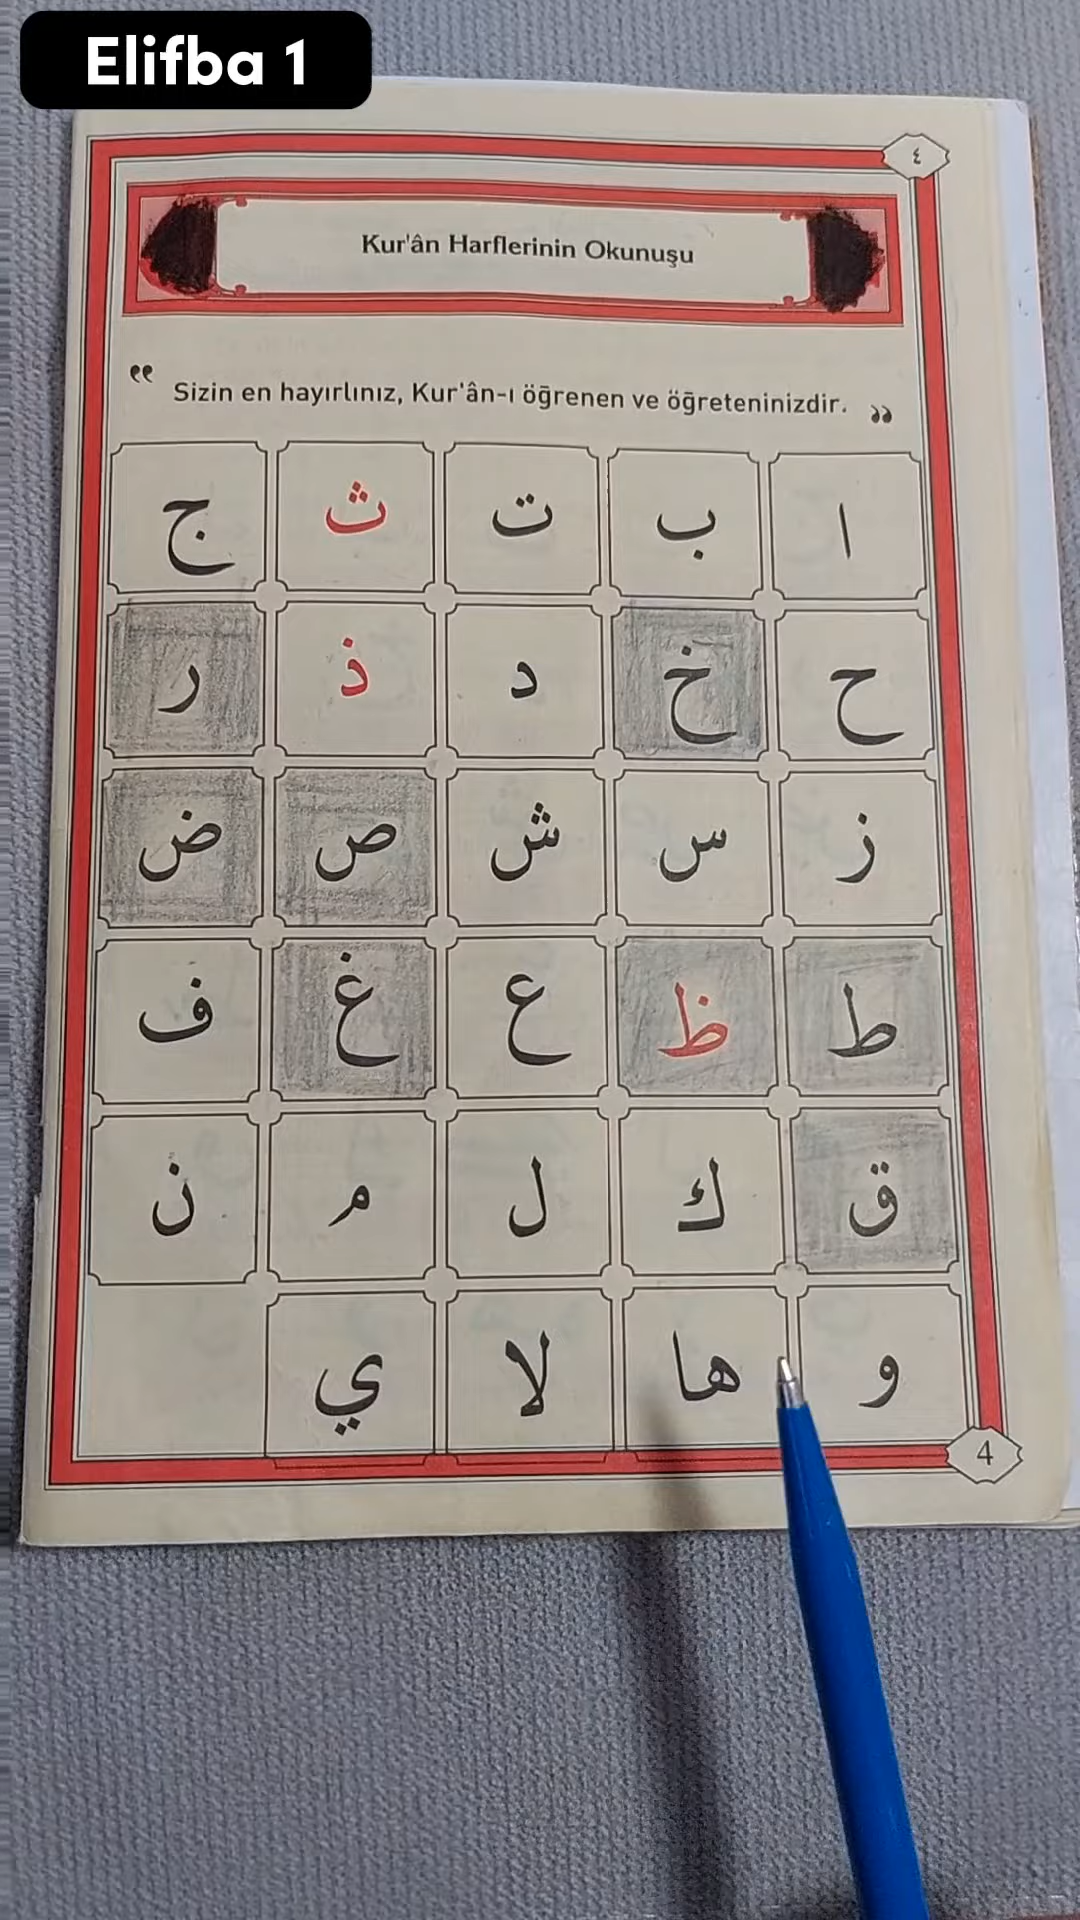 Elifba 1
٤
Kur'ân Harflerinin Okunuşu
“ Sizin en hayırlınız, Kur'ân-ı öğrenen ve öğreteninizdir. ”
ا ب ت ث ج
ح خ د ذ ر
ز س ش ص ض
ط ظ ع غ ف
ق ك ل م ن
و ها لا ي
4